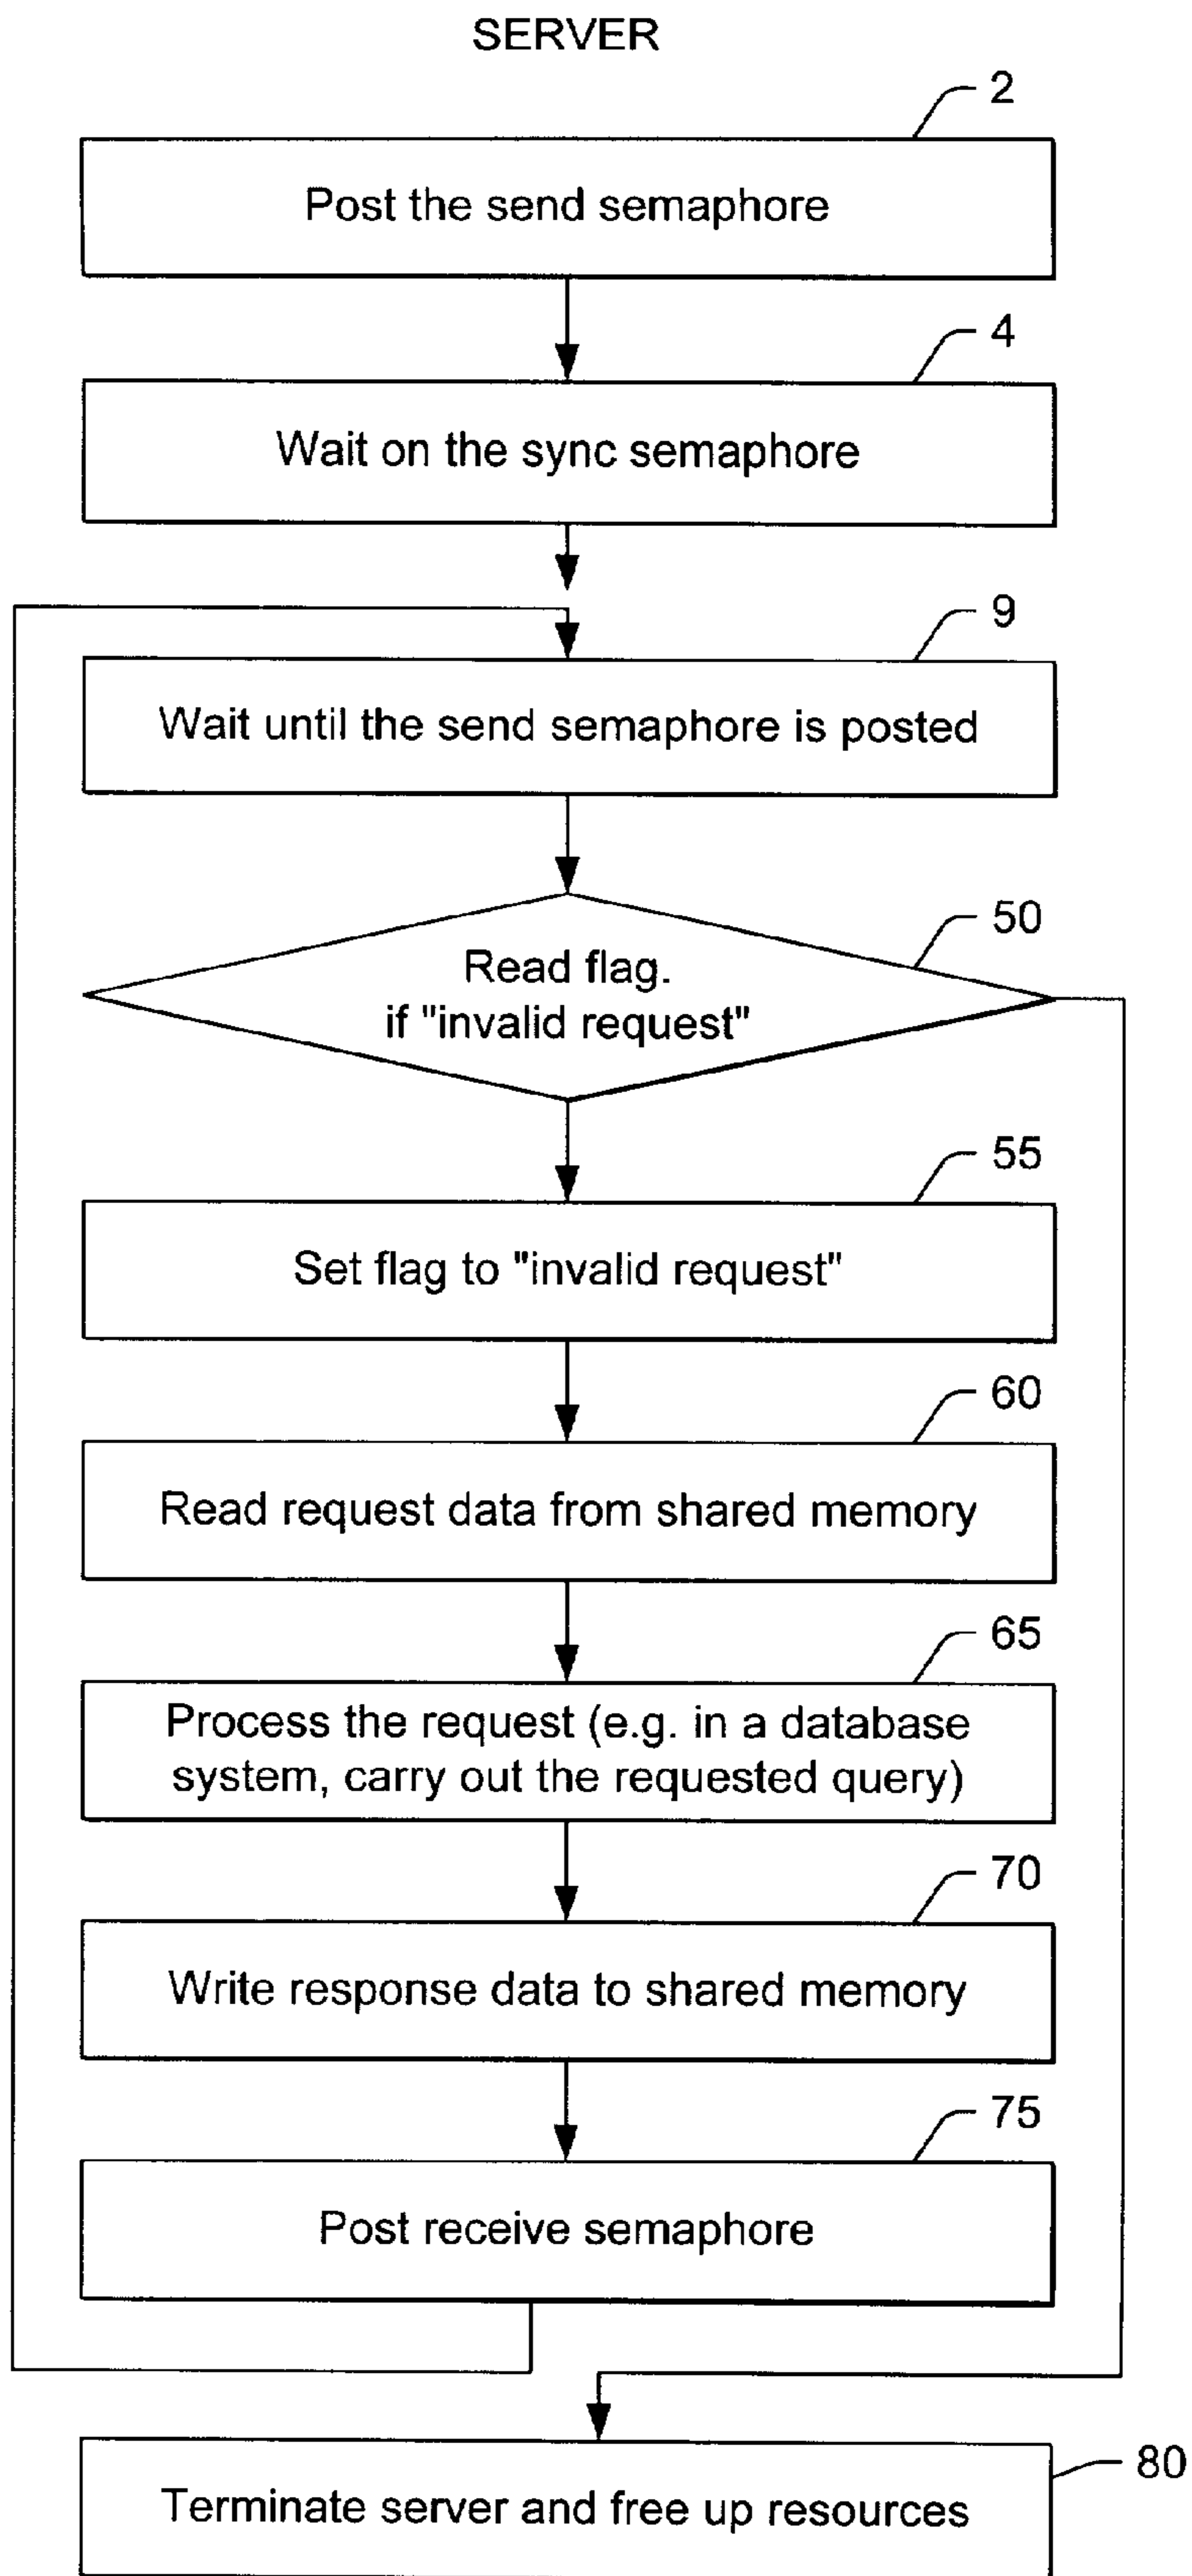 SERVER
2
Post the send semaphore
4
Wait on the sync semaphore
9
Wait until the send semaphore is posted
50
Read flag.
if "invalid request"
55
Set flag to "invalid request"
60
Read request data from shared memory
65
Process the request (e.g. in a database
system, carry out the requested query)
70
Write response data to shared memory
75
Post receive semaphore
80
Terminate server and free up resources